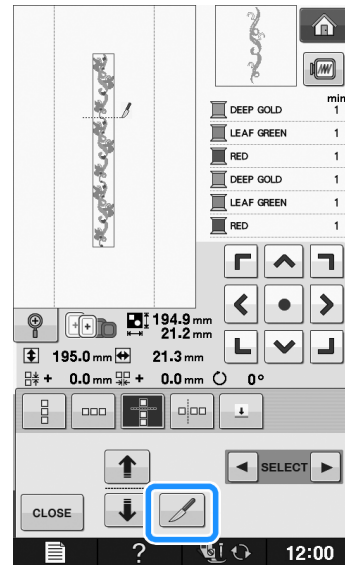 min
DEEP GOLD 1
LEAF GREEN 1
RED 1
DEEP GOLD 1
LEAF GREEN 1
RED 1
194.9 mm
21.2 mm
195.0 mm 21.3 mm
+ 0.0 mm + 0.0 mm 0°
SELECT
CLOSE
? 12:00